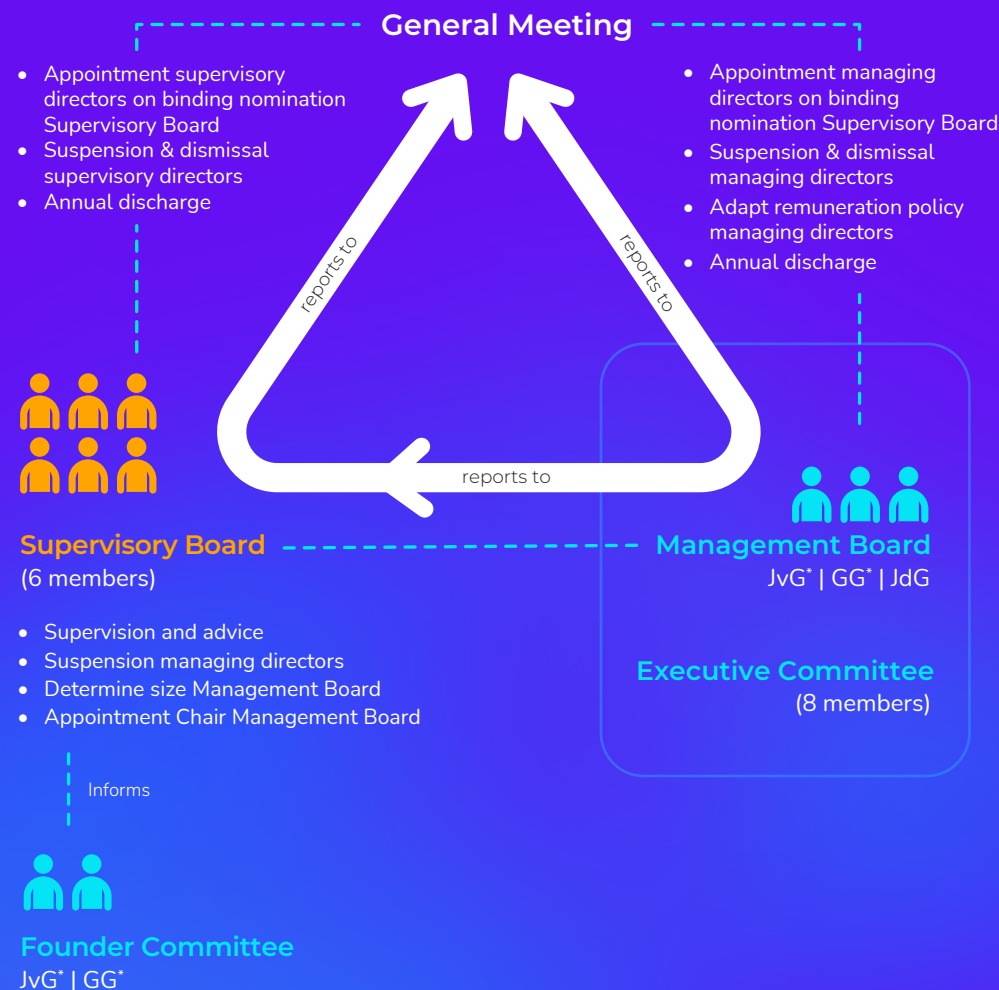 General Meeting
• Appointment supervisory
directors on binding nomination
Supervisory Board
• Suspension & dismissal
supervisory directors
• Annual discharge
• Appointment managing
directors on binding
nomination Supervisory Board
• Suspension & dismissal
managing directors
• Adapt remuneration policy
managing directors
• Annual discharge
reports to
reports to
reports to
Supervisory Board
(6 members)
• Supervision and advice
• Suspension managing directors
• Determine size Management Board
• Appointment Chair Management Board
Management Board
JvG* | GG* | JdG
Executive Committee
(8 members)
Informs
Founder Committee
JvG* | GG*